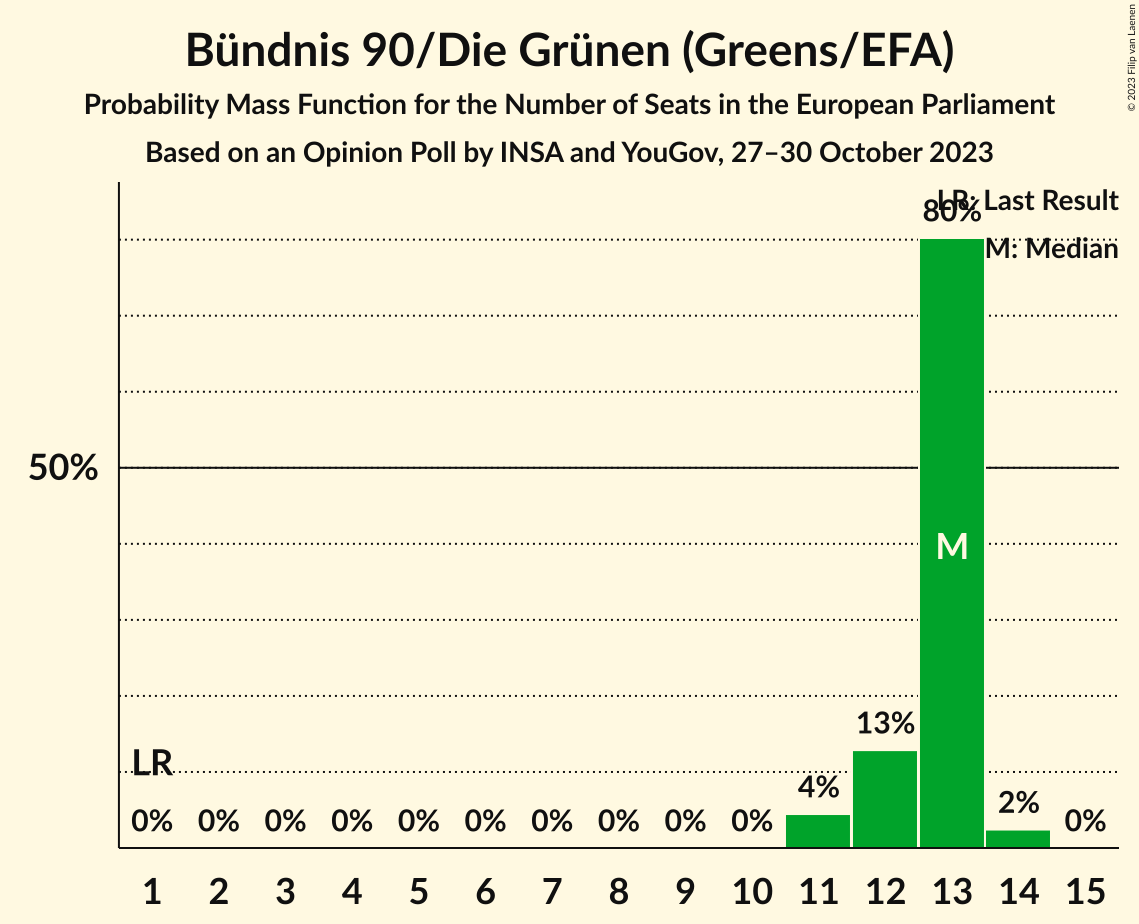 Bündnis 90/Die Grünen (Greens/EFA)
Probability Mass Function for the Number of Seats in the European Parliament
Based on an Opinion Poll by INSA and YouGov, 27–30 October 2023
© 2023 Filip van Laenen
LR: Last Result
M: Median
80%
50%
M
13%
LR
4%
2%
0% 0% 0% 0% 0% 0% 0% 0% 0% 0% 0%
1 2 3 4 5 6 7 8 9 10 11 12 13 14 15